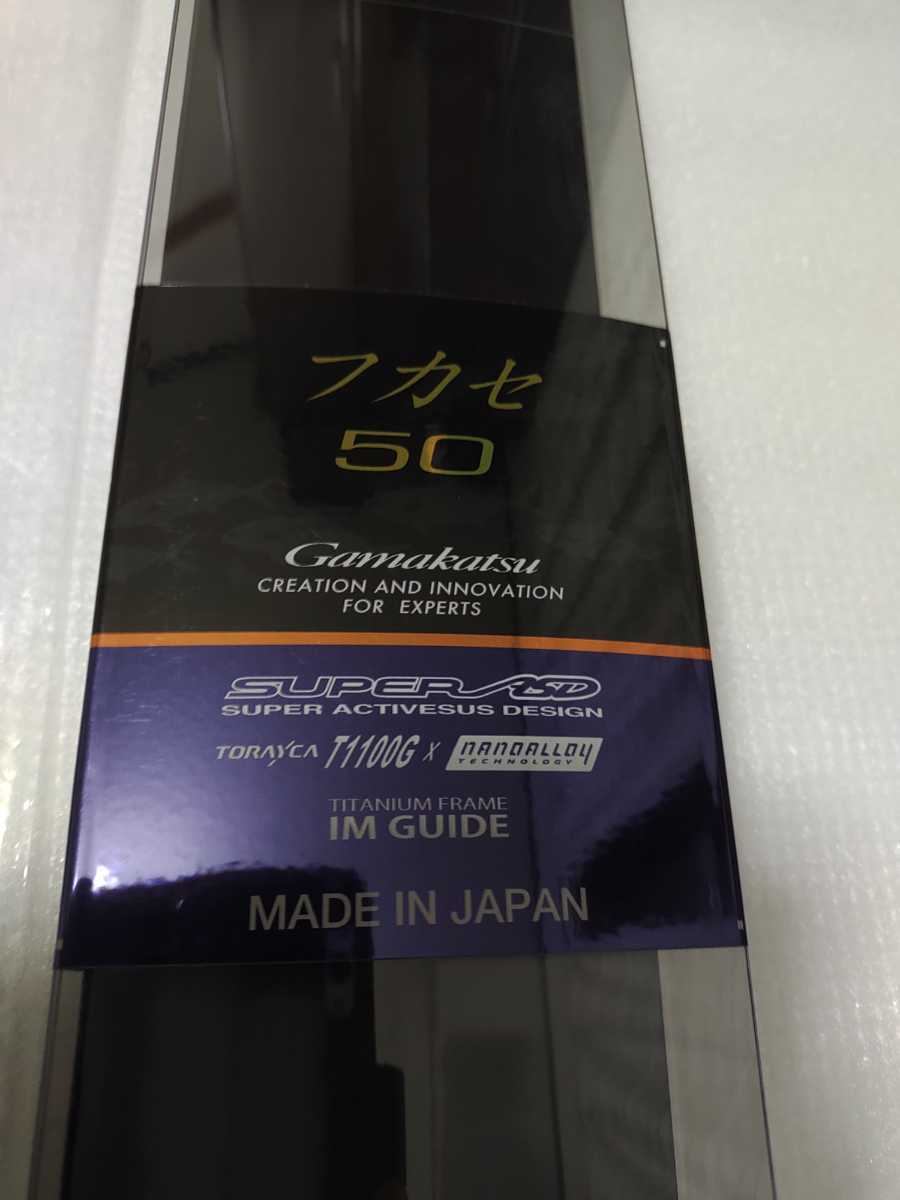 フカセ
50
Gamakatsu
CREATION AND INNOVATION
FOR EXPERTS
SUPER ASD
SUPER ACTIVESUS DESIGN
TORAYCA T1100G X NANOALLOY TECHNOLOGY
TITANIUM FRAME
IM GUIDE
MADE IN JAPAN